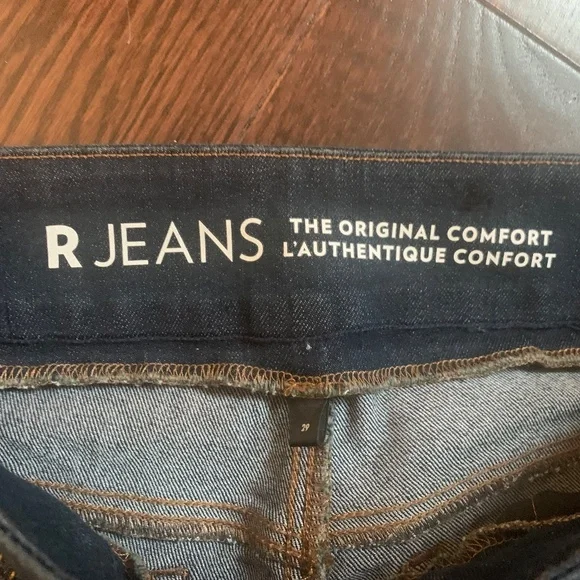 R JEANS
THE ORIGINAL COMFORT
L'AUTHENTIQUE CONFORT
29